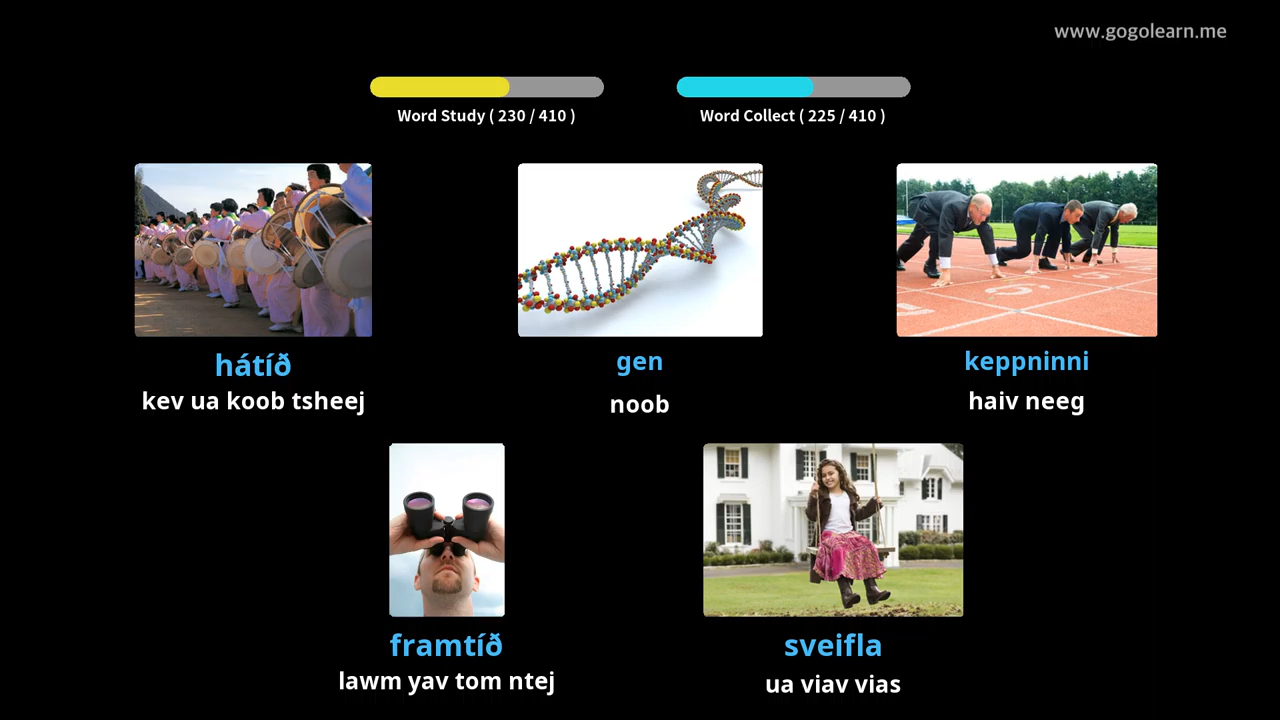 www.gogolearn.me
Word Study ( 230 / 410 )
Word Collect ( 225 / 410 )
hátíð
kev ua koob tsheej
gen
noob
keppninni
haiv neeg
framtíð
lawm yav tom ntej
sveifla
ua viav vias